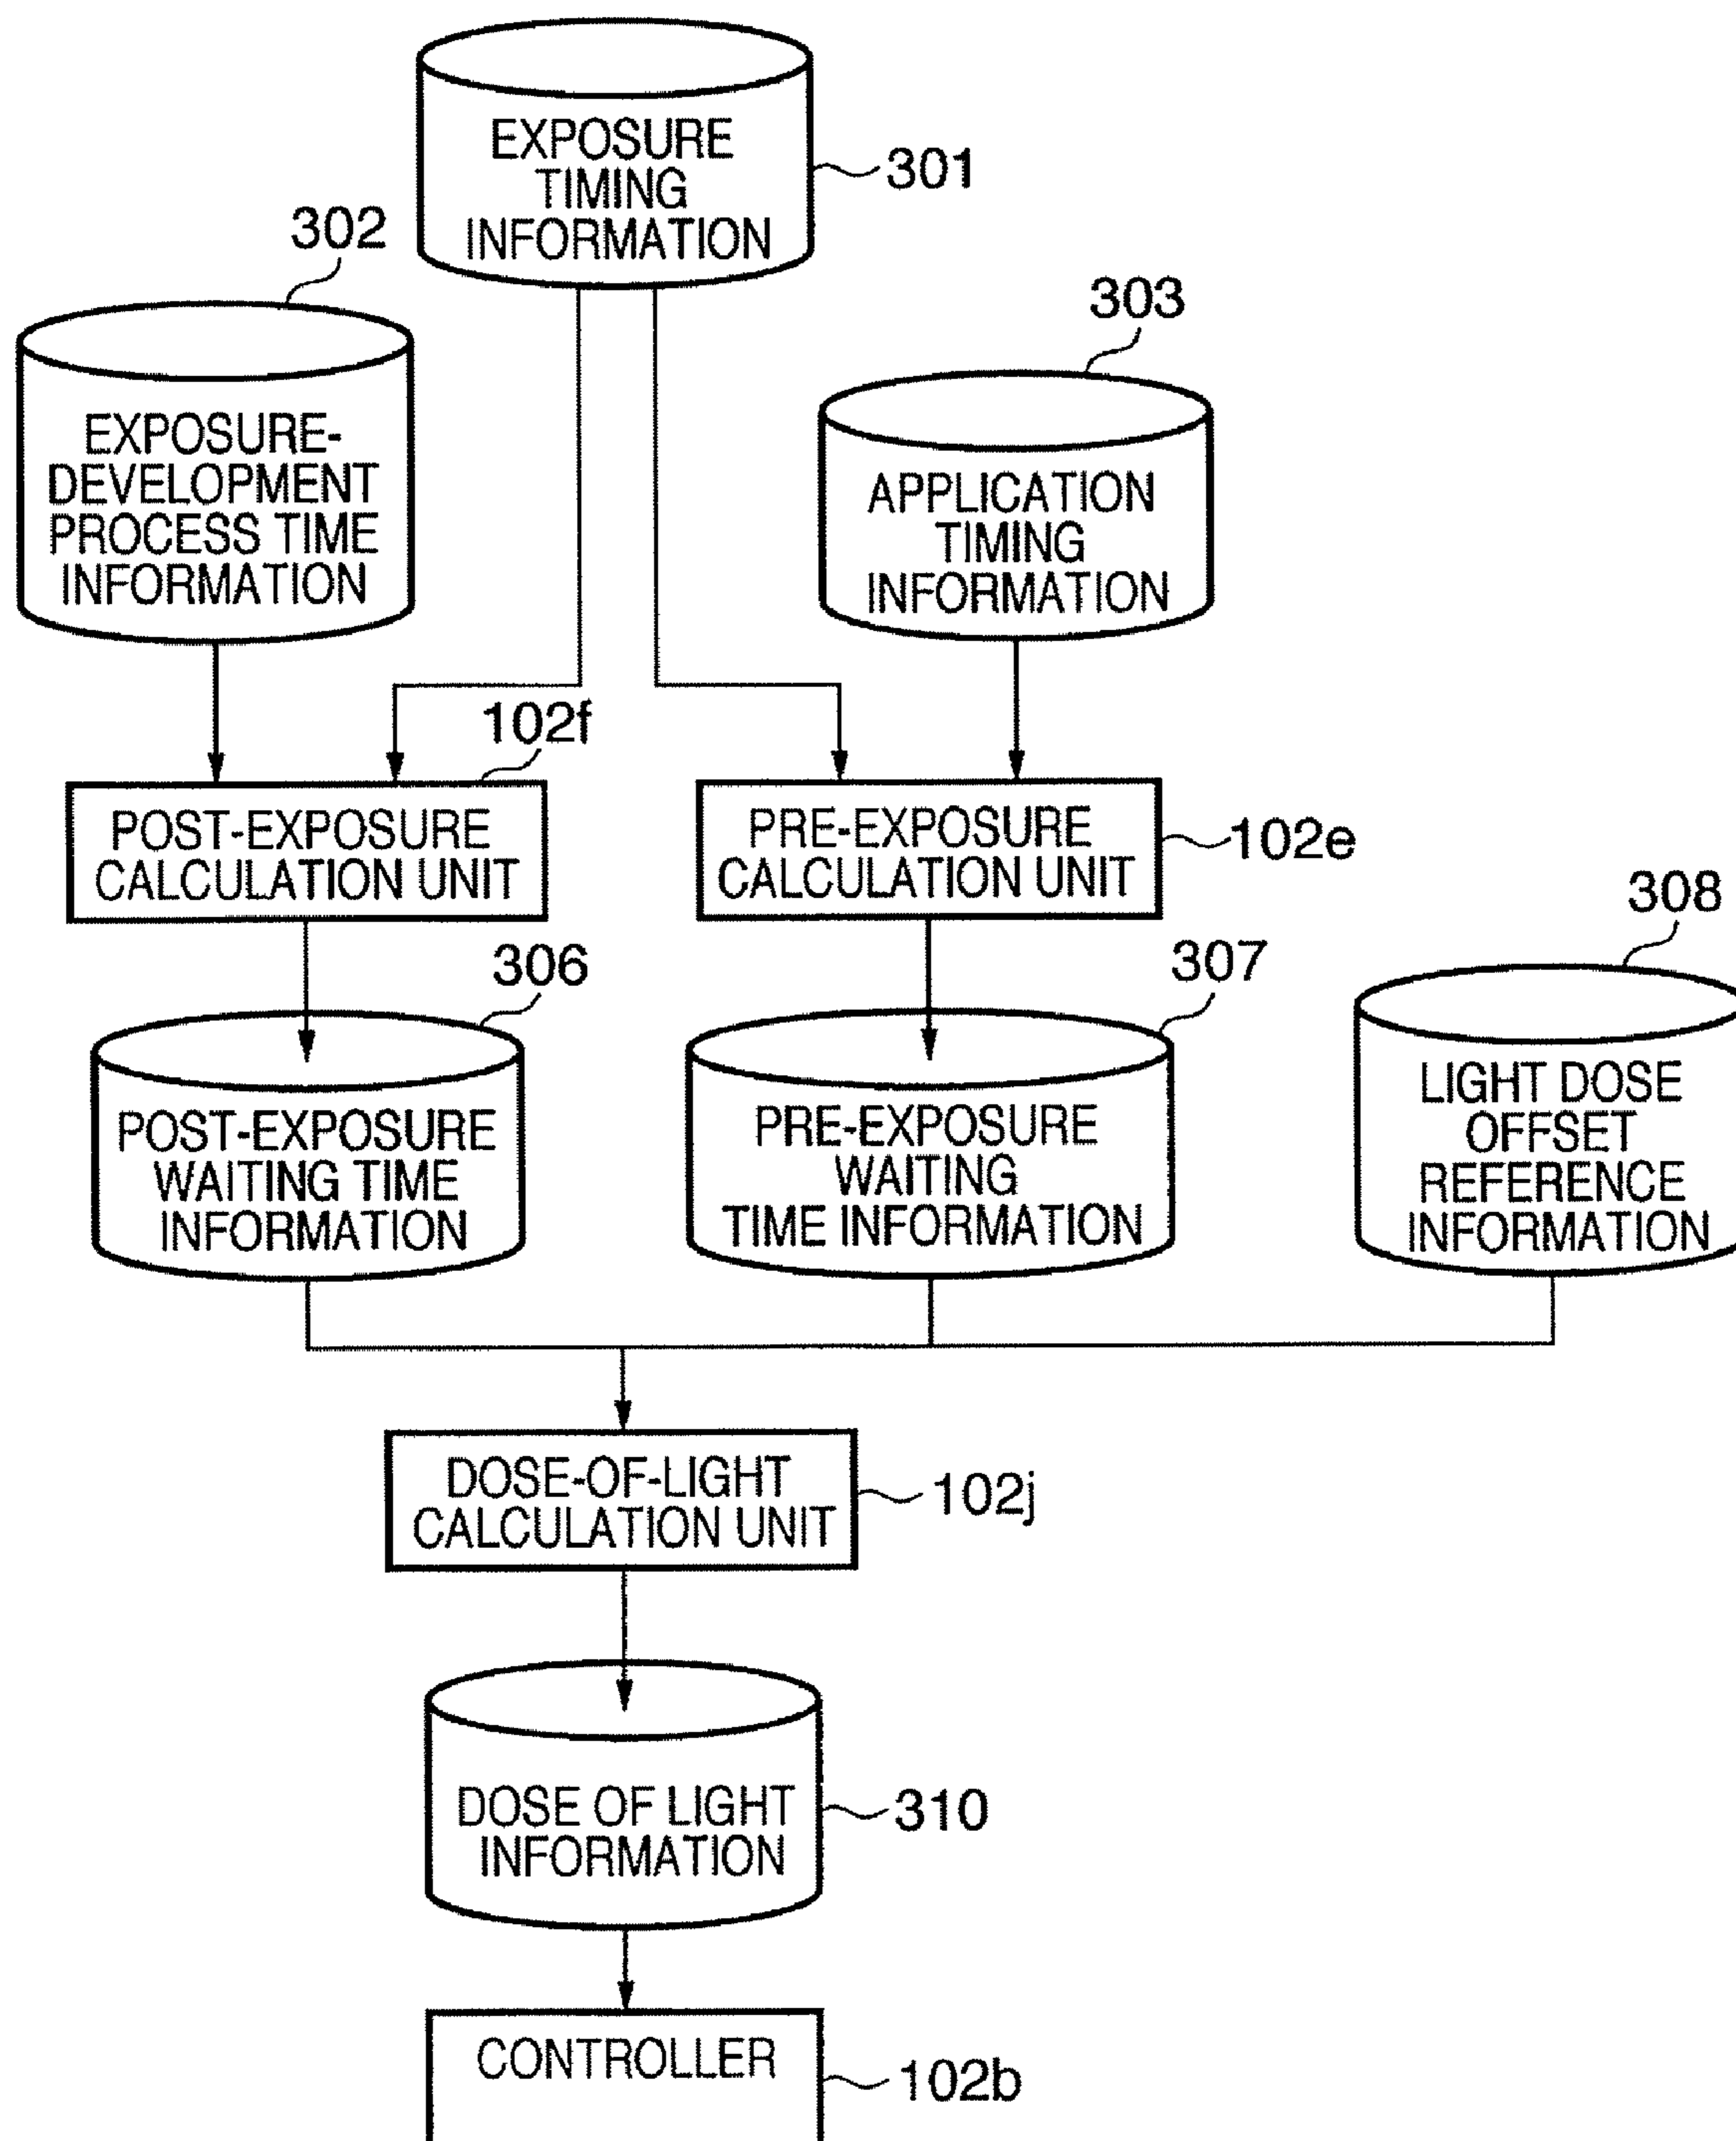 EXPOSURE
TIMING
INFORMATION
301
302
EXPOSURE-
DEVELOPMENT
PROCESS TIME
INFORMATION
303
APPLICATION
TIMING
INFORMATION
102f
POST-EXPOSURE
CALCULATION UNIT
PRE-EXPOSURE
CALCULATION UNIT
102e
306
POST-EXPOSURE
WAITING TIME
INFORMATION
307
PRE-EXPOSURE
WAITING
TIME INFORMATION
308
LIGHT DOSE
OFFSET
REFERENCE
INFORMATION
DOSE-OF-LIGHT
CALCULATION UNIT
102j
DOSE OF LIGHT
INFORMATION
310
CONTROLLER
102b